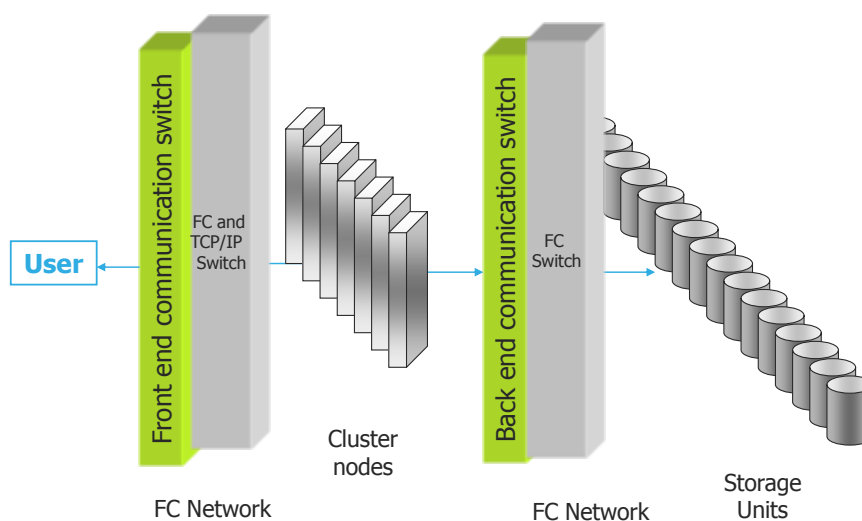 User
Front end communication switch
FC and
TCP/IP
Switch
FC Network
Cluster
nodes
Back end communication switch
FC
Switch
FC Network
Storage
Units